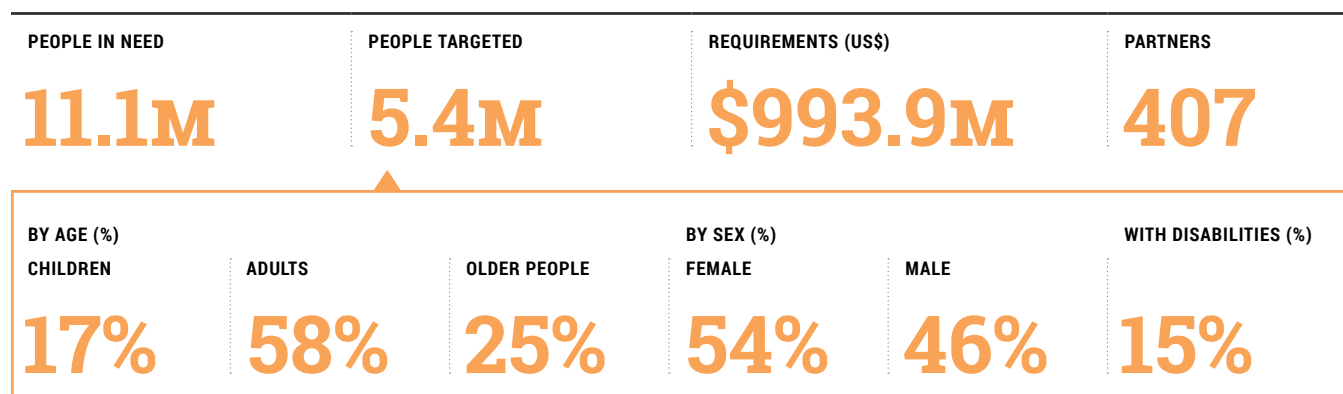 PEOPLE IN NEED PEOPLE TARGETED REQUIREMENTS (US$) PARTNERS
11.1M 5.4M $993.9M 407
BY AGE (%) BY SEX (%) WITH DISABILITIES (%)
CHILDREN ADULTS OLDER PEOPLE FEMALE MALE
17% 58% 25% 54% 46% 15%